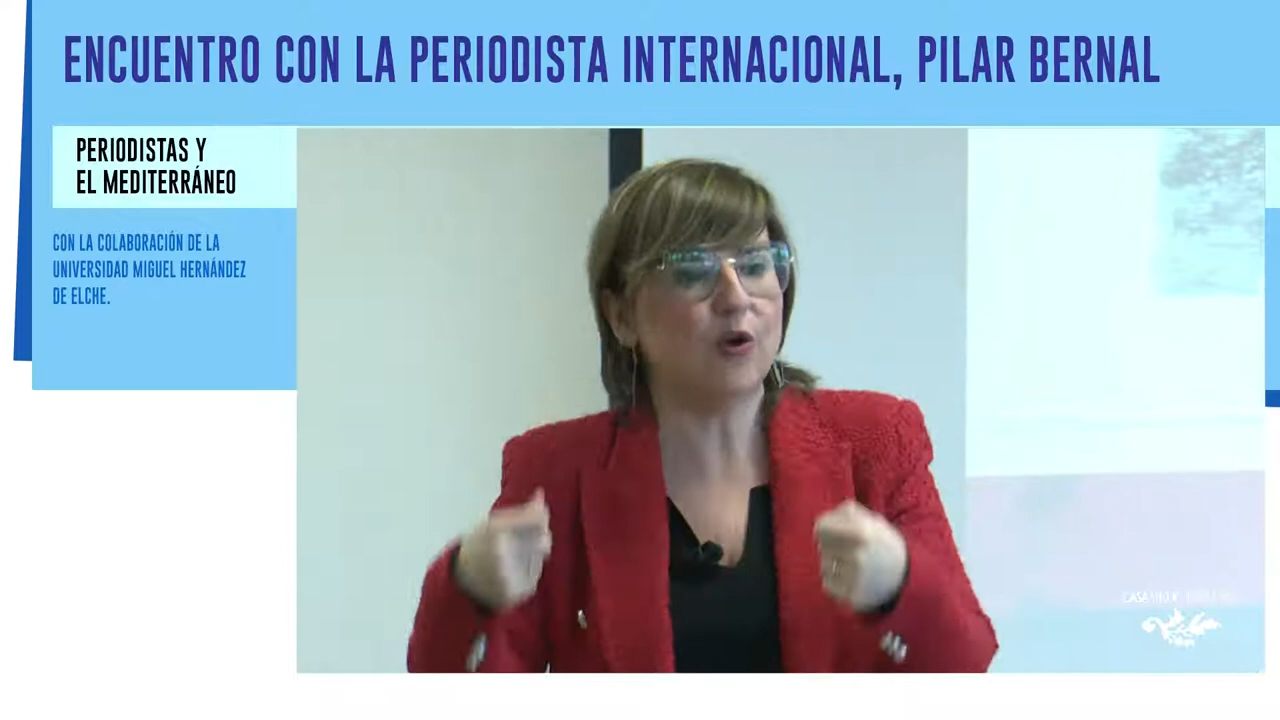 ENCUENTRO CON LA PERIODISTA INTERNACIONAL, PILAR BERNAL
PERIODISTAS Y
EL MEDITERRÁNEO
CON LA COLABORACIÓN DE LA
UNIVERSIDAD MIGUEL HERNÁNDEZ
DE ELCHE.
CASA